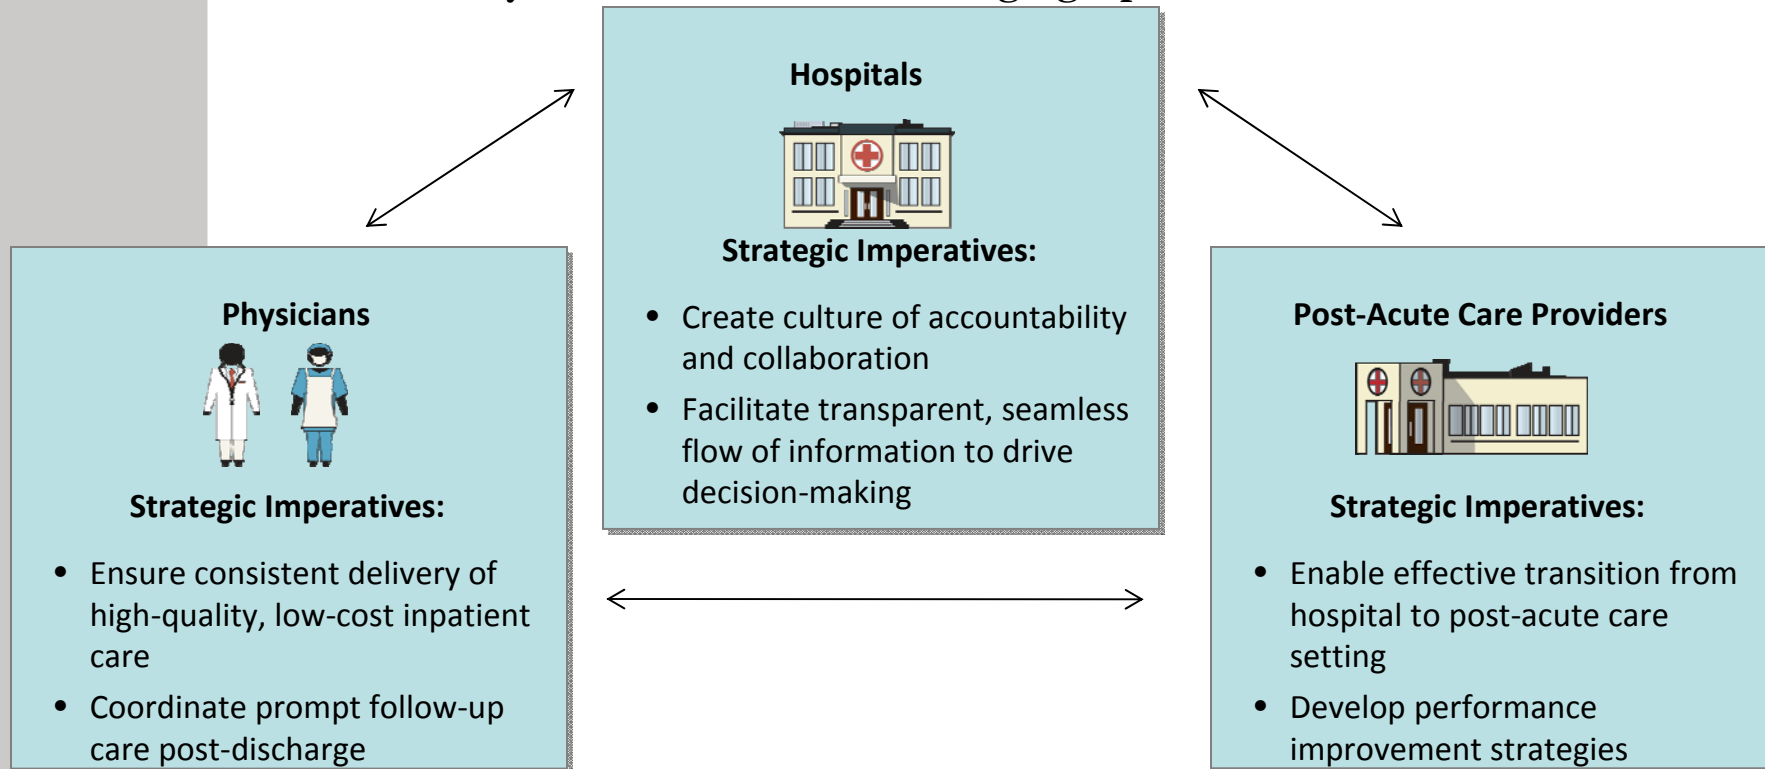 Hospitals
Strategic Imperatives:
• Create culture of accountability
and collaboration
• Facilitate transparent, seamless
flow of information to drive
decision-making
Physicians
Strategic Imperatives:
• Ensure consistent delivery of
high-quality, low-cost inpatient
care
• Coordinate prompt follow-up
care post-discharge
Post-Acute Care Providers
Strategic Imperatives:
• Enable effective transition from
hospital to post-acute care
setting
• Develop performance
improvement strategies